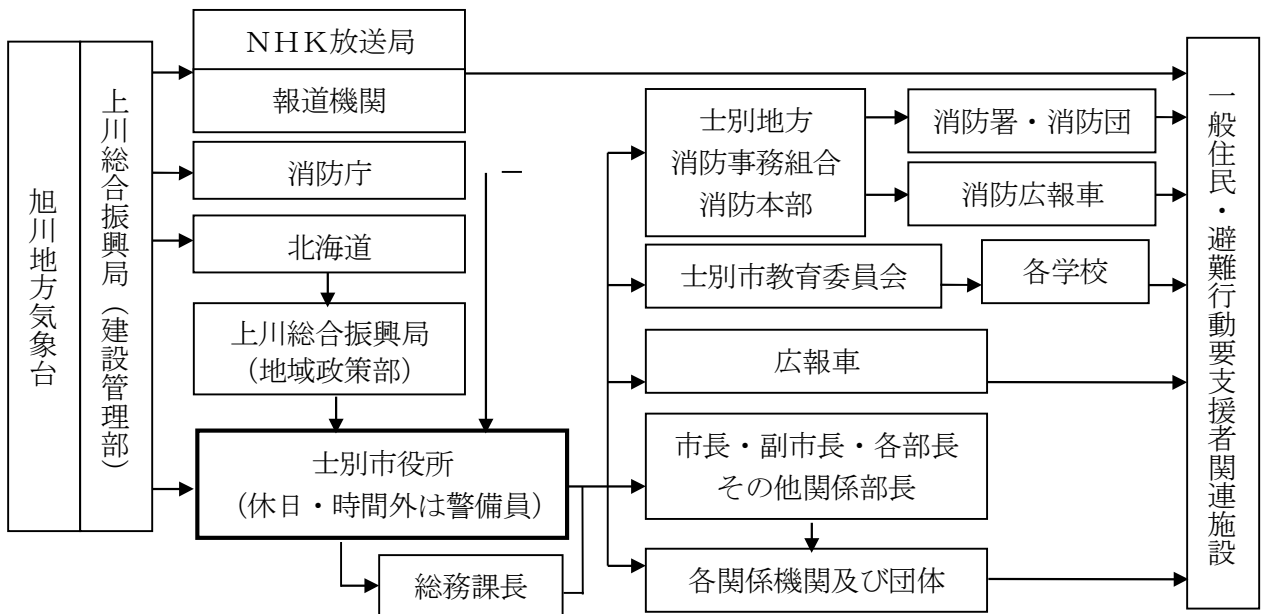 旭川地方気象台
上川総合振興局(建設管理部)
NHK放送局
報道機関
消防庁
北海道
上川総合振興局
(地域政策部)
士別市役所
(休日・時間外は警備員)
総務課長
士別地方
消防事務組合
消防本部
消防署・消防団
消防広報車
士別市教育委員会
各学校
広報車
市長・副市長・各部長
その他関係部長
各関係機関及び団体
一般住民・避難行動要支援者関連施設